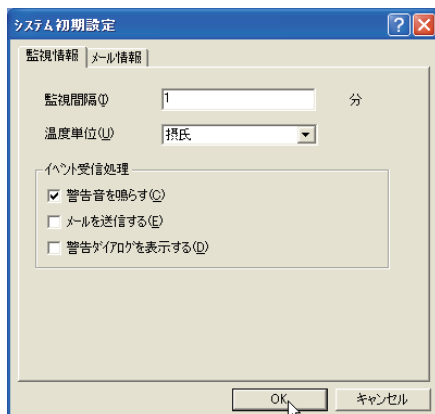 システム初期設定
監視情報 メール情報
監視間隔(I) 1 分
温度単位(U) 摂氏
イベント受信処理
警告音を鳴らす(C)
メールを送信する(E)
警告ダイアログを表示する(D)
OK キャンセル